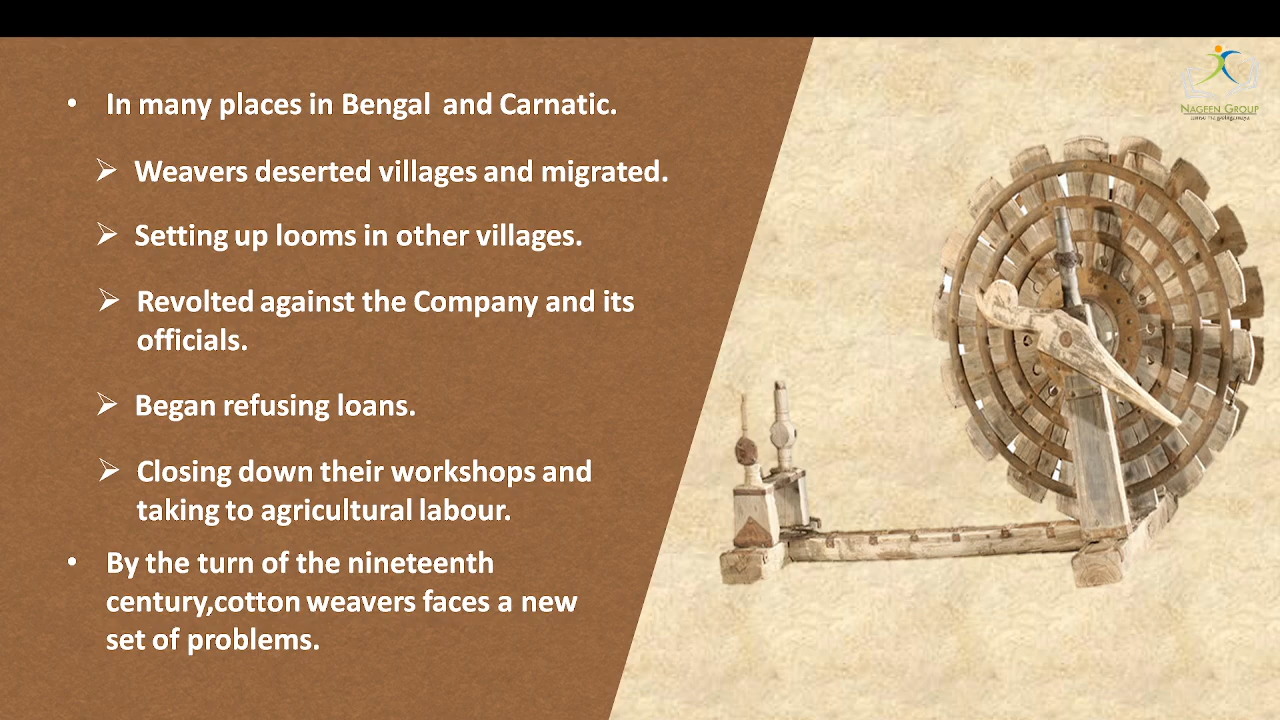 NAGEEN GROUP
• In many places in Bengal and Carnatic.
➢ Weavers deserted villages and migrated.
➢ Setting up looms in other villages.
➢ Revolted against the Company and its
officials.
➢ Began refusing loans.
➢ Closing down their workshops and
taking to agricultural labour.
• By the turn of the nineteenth
century,cotton weavers faces a new
set of problems.